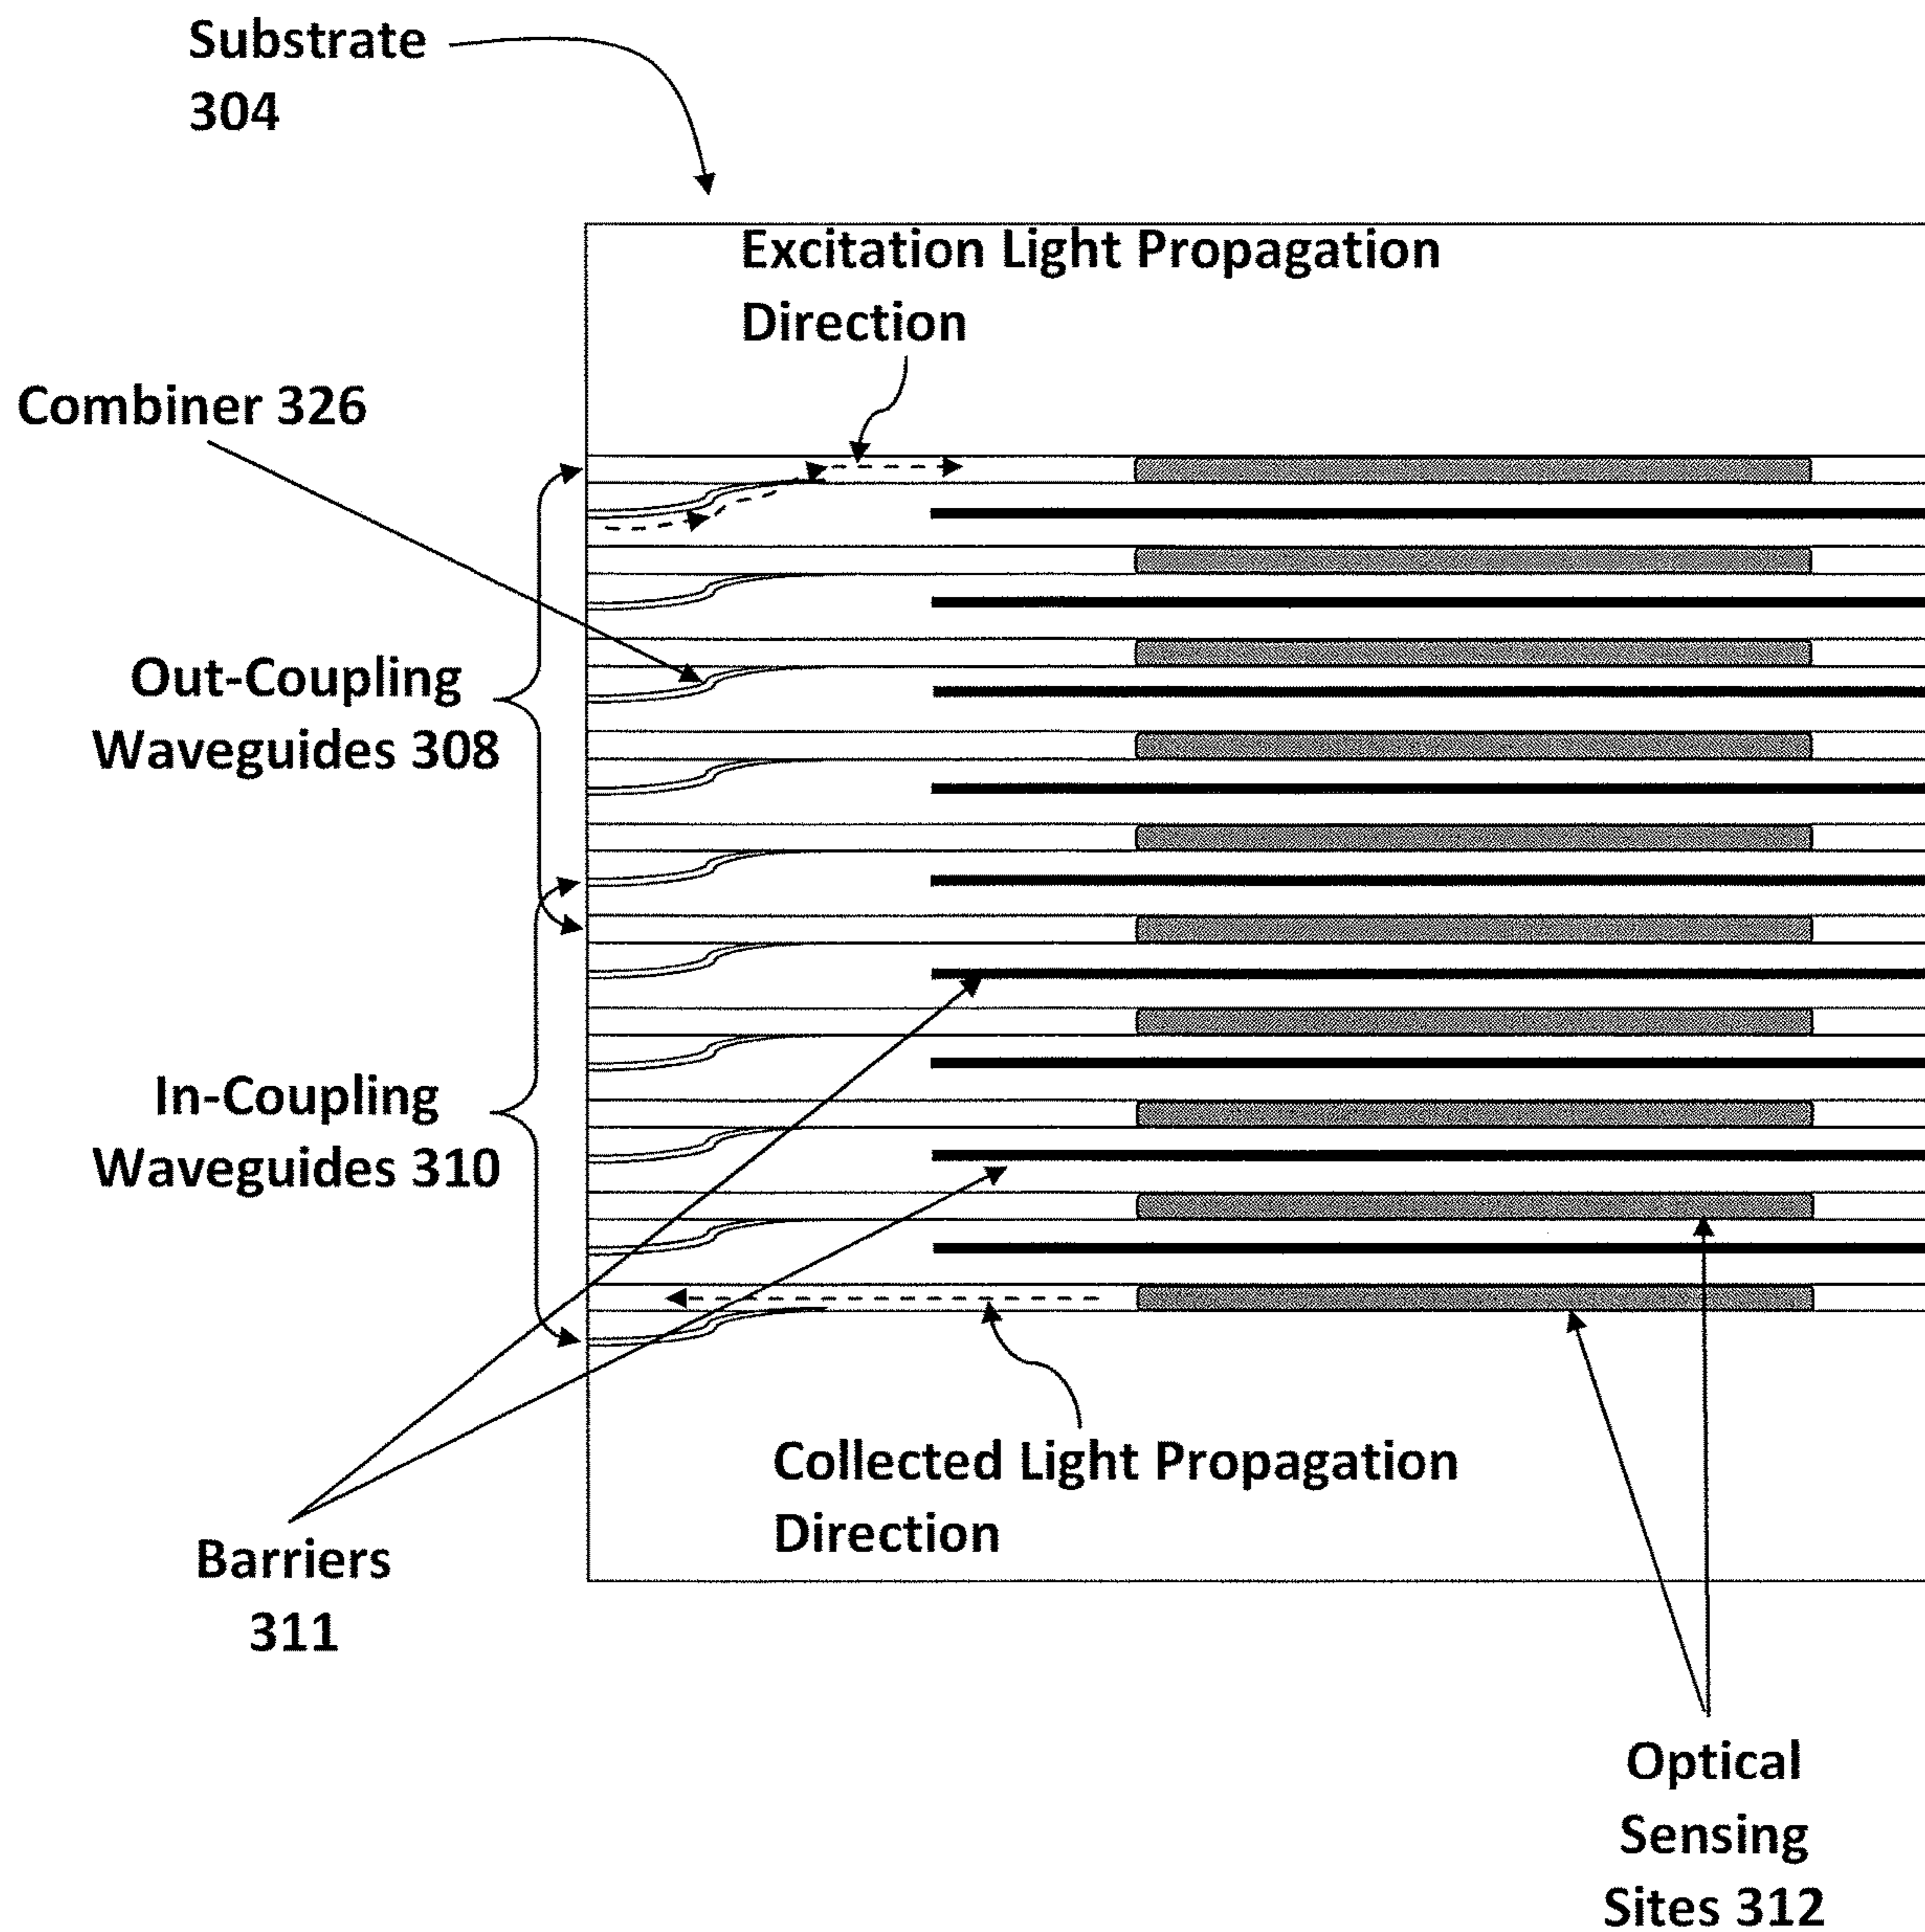 Substrate
304
Excitation Light Propagation
Direction
Combiner 326
Out-Coupling
Waveguides 308
In-Coupling
Waveguides 310
Collected Light Propagation
Direction
Barriers
311
Optical
Sensing
Sites 312